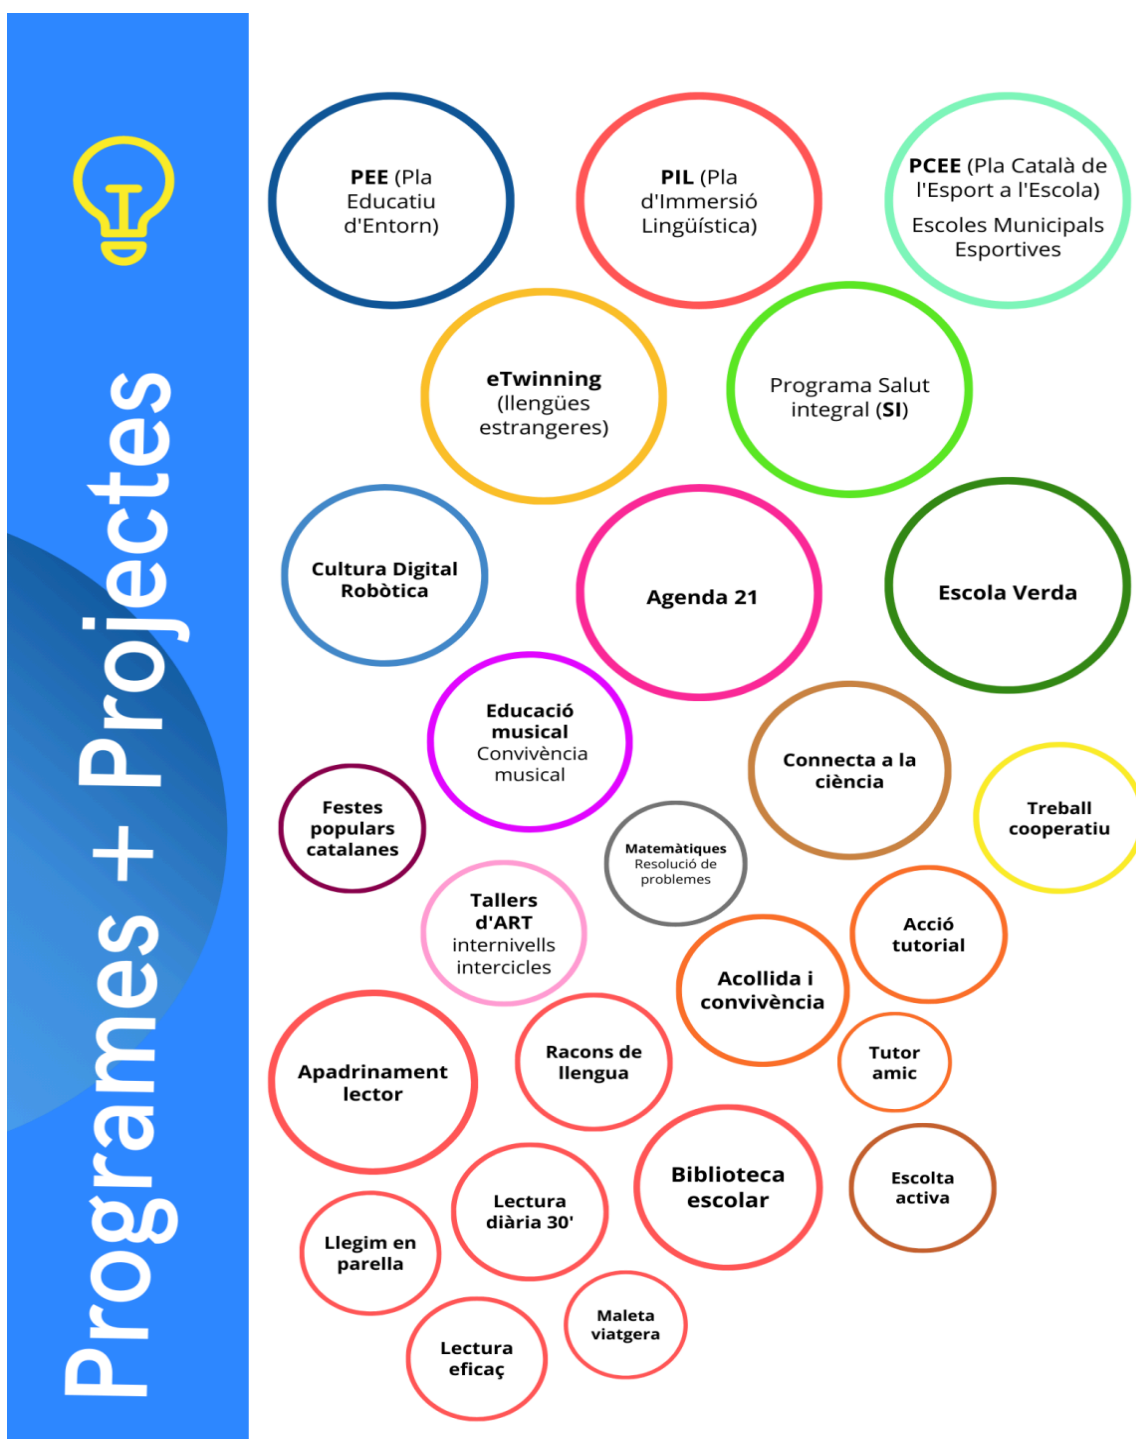 Programes + Projectes
PEE (Pla
Educatiu
d'Entorn)
PIL (Pla
d'Immersió
Lingüística)
PCEE (Pla Català de
l'Esport a l'Escola)
Escoles Municipals
Esportives
eTwinning
(llengües
estrangeres)
Programa Salut
integral (SI)
Cultura Digital
Robòtica
Agenda 21
Escola Verda
Educació
musical
Convivència
musical
Connecta a la
ciència
Treball
cooperatiu
Festes
populars
catalanes
Matemàtiques
Resolució de
problemes
Tallers
d'ART
internivells
intercicles
Acció
tutorial
Acollida i
convivència
Apadrinament
lector
Racons de
llengua
Tutor
amic
Biblioteca
escolar
Escolta
activa
Lectura
diària 30'
Llegim en
parella
Maleta
viatgera
Lectura
eficaç